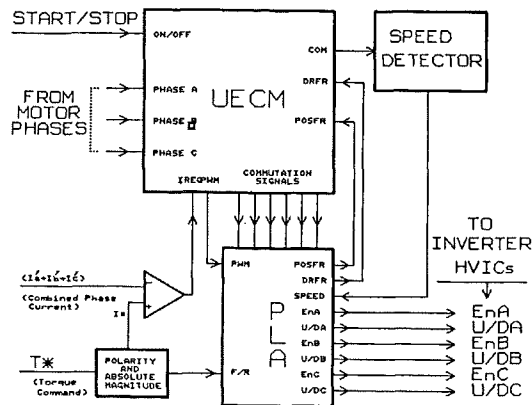 START/STOP
ON/OFF
COM
SPEED
DETECTOR
DRFR
PHASE A
FROM
MOTOR
PHASES
UECM
PHASE B
POSFR
PHASE C
COMMUTATION
SIGNALS
IREQ
PWM
TO
INVERTER
HVICs
PWM
POSFR
DRFR
SPEED
(Combined Phase
Current)
PLA
EnA
EnA
U/DA
U/DA
EnB
EnB
U/DB
U/DB
EnC
EnC
U/DC
U/DC
T*
(Torque
Command)
POLARITY
AND
ABSOLUTE
MAGNITUDE
F/R